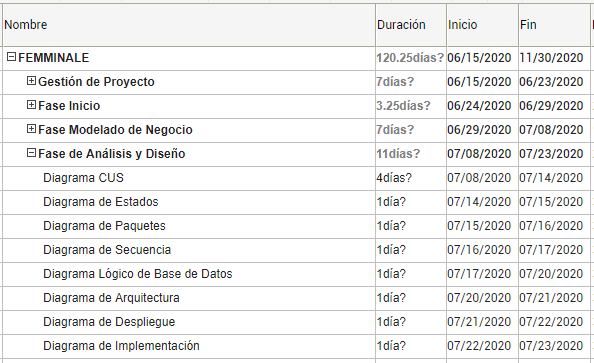 Nombre Duración Inicio Fin
FEMMINALE 120.25días? 06/15/2020 11/30/2020
Gestión de Proyecto 7días? 06/15/2020 06/23/2020
Fase Inicio 3.25días? 06/24/2020 06/29/2020
Fase Modelado de Negocio 7días? 06/29/2020 07/08/2020
Fase de Análisis y Diseño 11días? 07/08/2020 07/23/2020
Diagrama CUS 4días? 07/08/2020 07/14/2020
Diagrama de Estados 1día? 07/14/2020 07/15/2020
Diagrama de Paquetes 1día? 07/15/2020 07/16/2020
Diagrama de Secuencia 1día? 07/16/2020 07/17/2020
Diagrama Lógico de Base de Datos 1día? 07/17/2020 07/20/2020
Diagrama de Arquitectura 1día? 07/20/2020 07/21/2020
Diagrama de Despliegue 1día? 07/21/2020 07/22/2020
Diagrama de Implementación 1día? 07/22/2020 07/23/2020